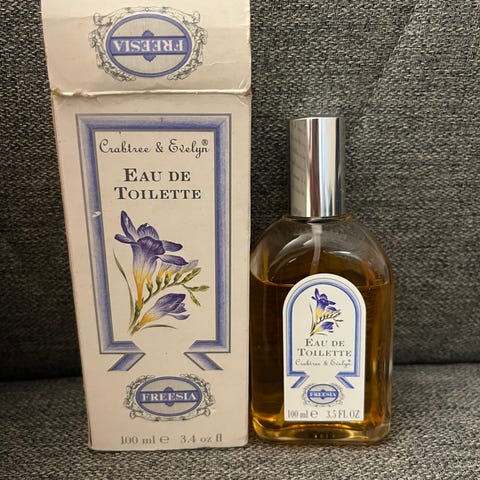 FREESIA
Crabtree & Evelyn®
EAU DE
TOILETTE
FREESIA
100 ml e 3.4 oz fl
EAU DE
TOILETTE
Crabtree & Evelyn®
FREESIA
100 ml e 3.5 FL OZ